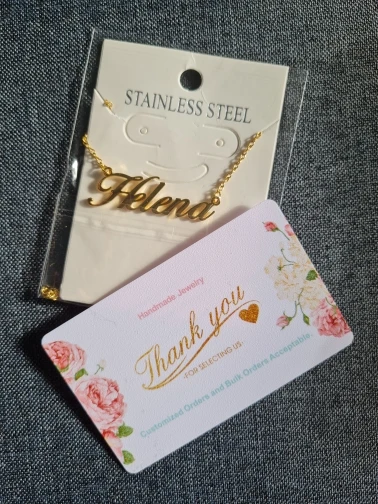 STAINLESS STEEL
Helena
Handmade Jewelry
Thank you
-FOR SELECTING US-
Customized Orders and Bulk Orders Acceptable